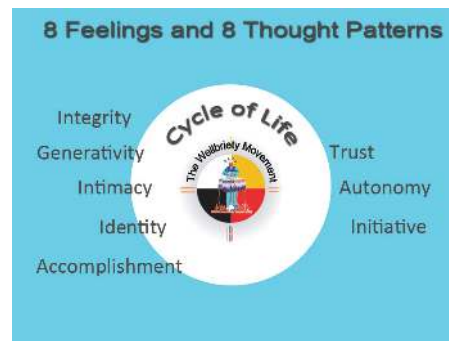 8 Feelings and 8 Thought Patterns
Cycle of Life
The Wellbriety Movement
Integrity
Generativity
Intimacy
Identity
Accomplishment
Trust
Autonomy
Initiative